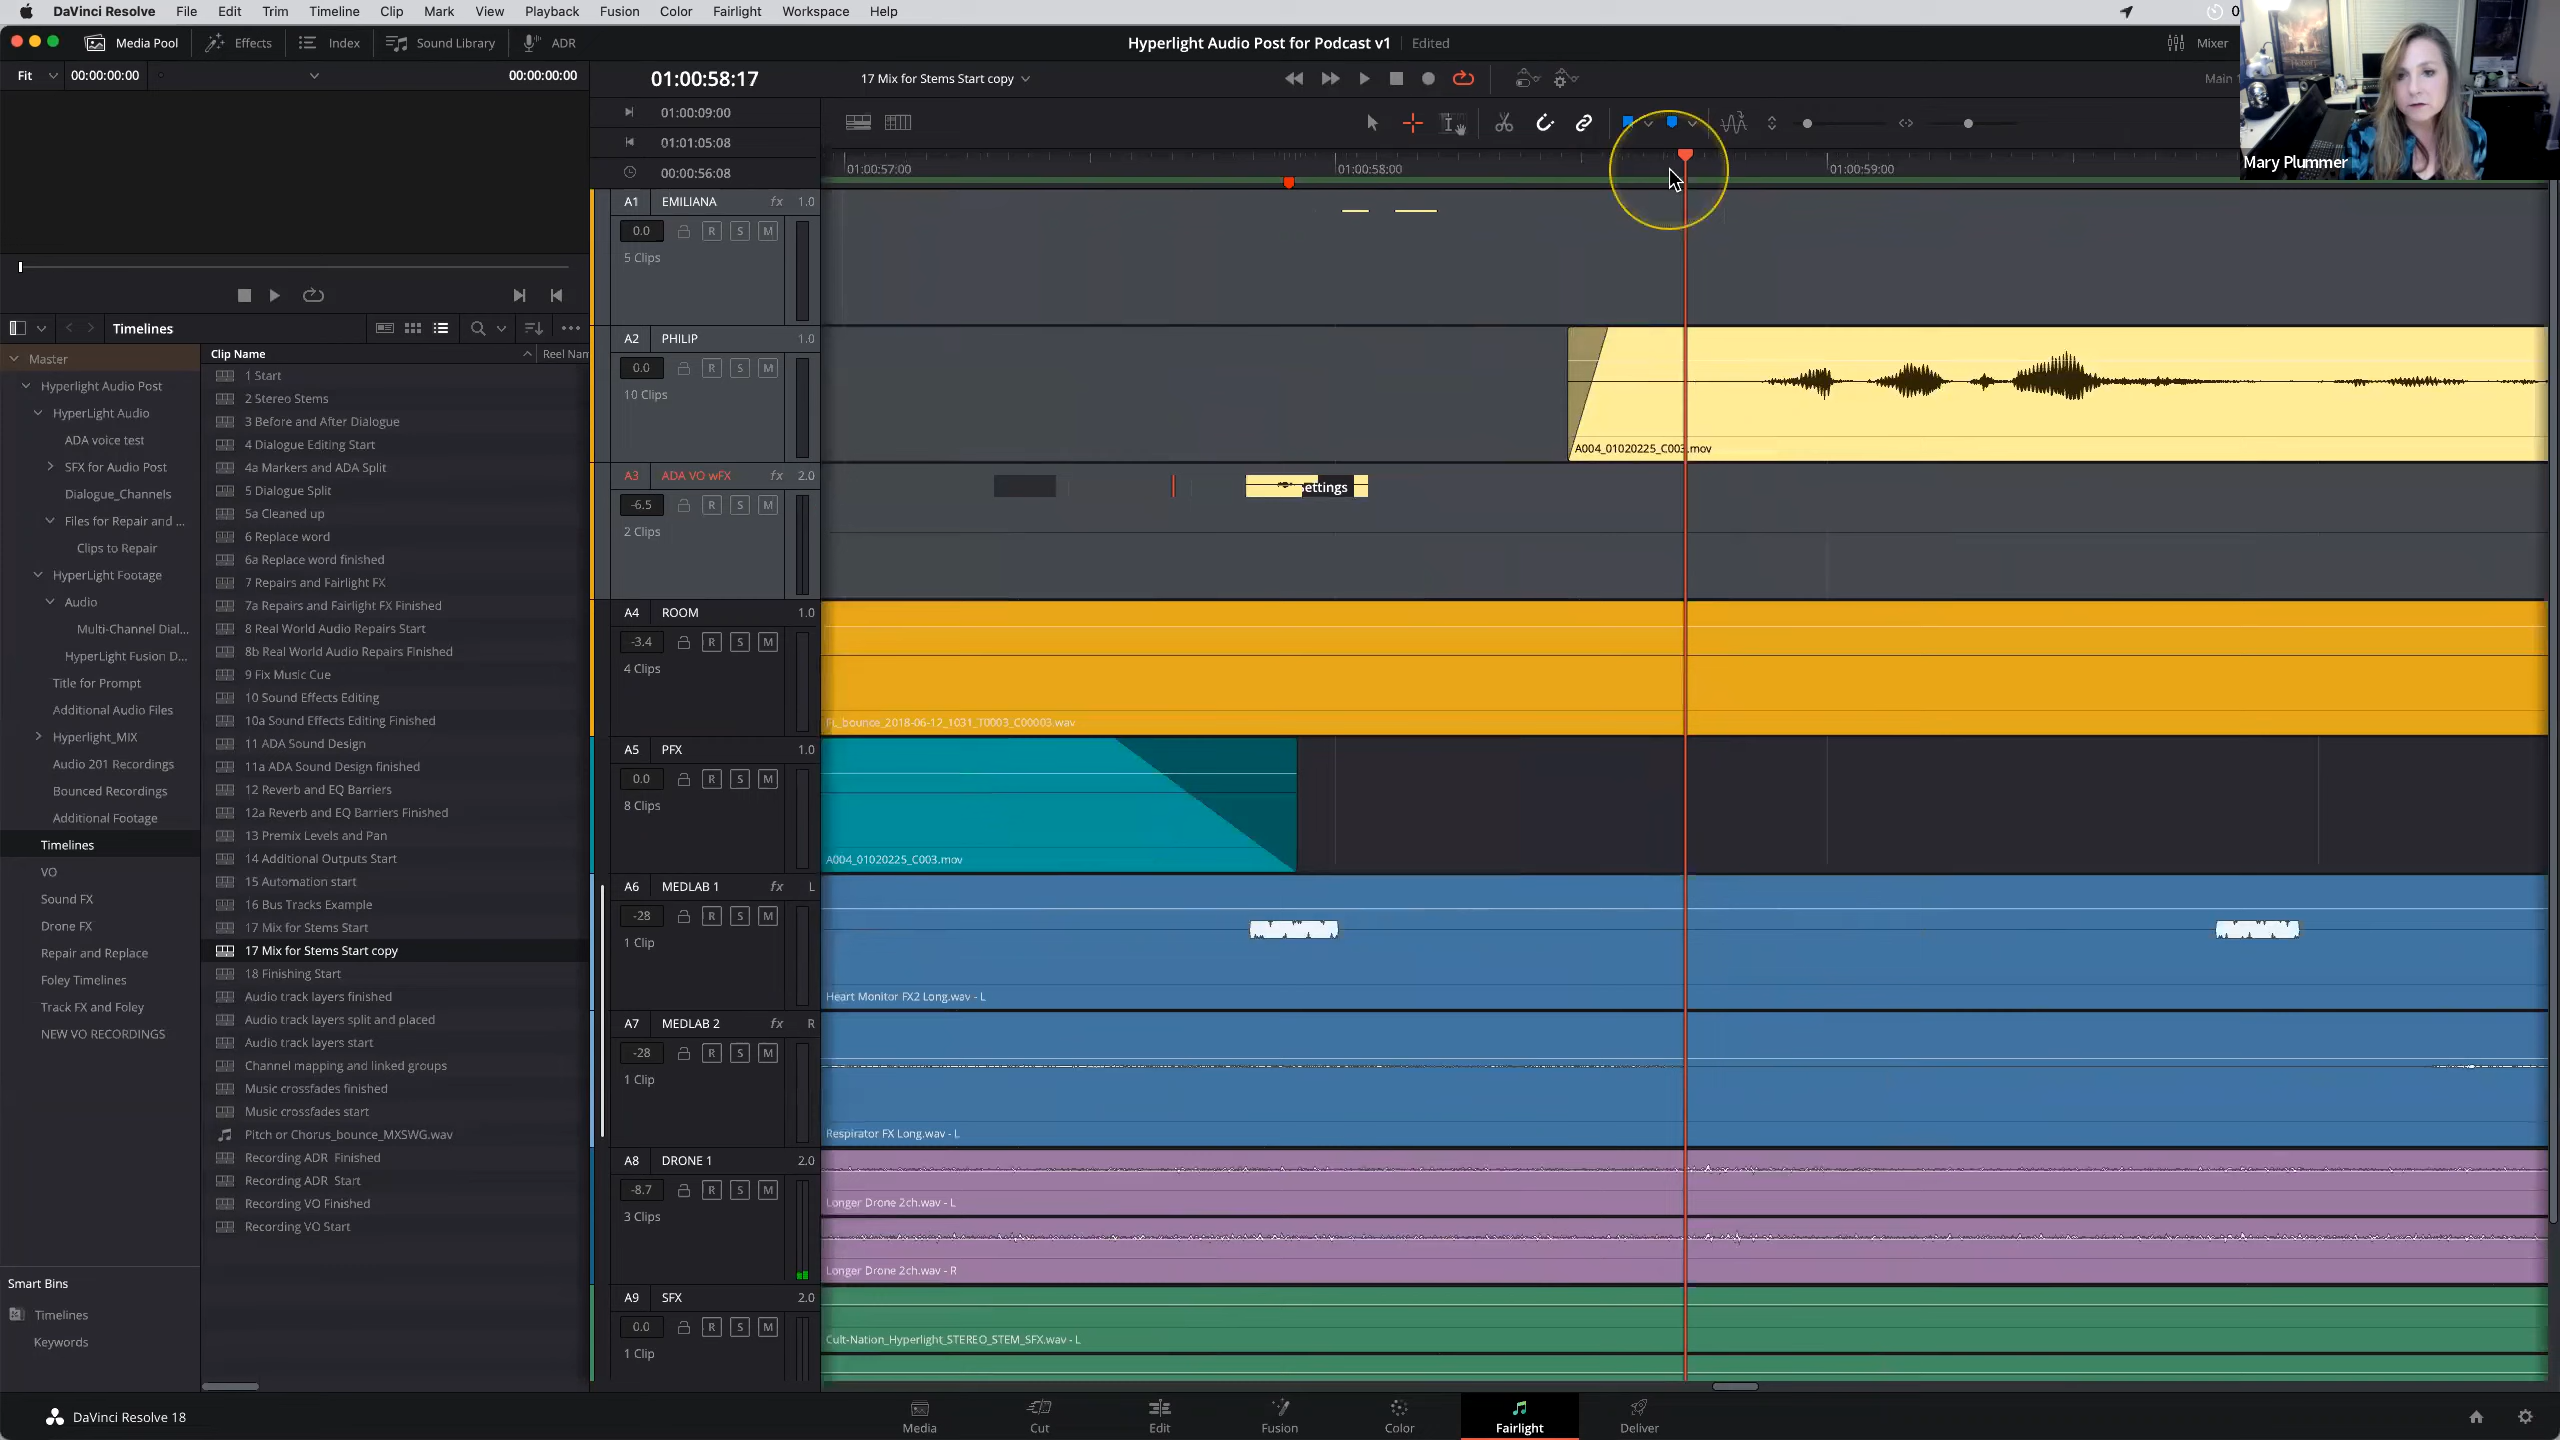 DaVinci Resolve File Edit Trim Timeline Clip Mark View Playback Fusion Color Fairlight Workspace Help
Media Pool Effects Index Sound Library ADR
Hyperlight Audio Post for Podcast v1 Edited
Mixer
Fit 00:00:00:00 00:00:00:00
01:00:58:17
17 Mix for Stems Start copy
Main 1
01:00:09:00
01:01:05:08
00:00:56:08
01:00:57:00 01:00:58:00 01:00:59:00
Mary Plummer
Timelines
Master
Hyperlight Audio Post
HyperLight Audio
ADA voice test
SFX for Audio Post
Dialogue_Channels
Files for Repair and ...
Clips to Repair
HyperLight Footage
Audio
Multi-Channel Dial...
HyperLight Fusion D...
Title for Prompt
Additional Audio Files
Hyperlight_MIX
Audio 201 Recordings
Bounced Recordings
Additional Footage
Timelines
VO
Sound FX
Drone FX
Repair and Replace
Foley Timelines
Track FX and Foley
NEW VO RECORDINGS
Smart Bins
Timelines
Keywords
Clip Name Reel Nam
1 Start
2 Stereo Stems
3 Before and After Dialogue
4 Dialogue Editing Start
4a Markers and ADA Split
5 Dialogue Split
5a Cleaned up
6 Replace word
6a Replace word finished
7 Repairs and Fairlight FX
7a Repairs and Fairlight FX Finished
8 Real World Audio Repairs Start
8b Real World Audio Repairs Finished
9 Fix Music Cue
10 Sound Effects Editing
10a Sound Effects Editing Finished
11 ADA Sound Design
11a ADA Sound Design finished
12 Reverb and EQ Barriers
12a Reverb and EQ Barriers Finished
13 Premix Levels and Pan
14 Additional Outputs Start
15 Automation start
16 Bus Tracks Example
17 Mix for Stems Start
17 Mix for Stems Start copy
18 Finishing Start
Audio track layers finished
Audio track layers split and placed
Audio track layers start
Channel mapping and linked groups
Music crossfades finished
Music crossfades start
Pitch or Chorus_bounce_MXSWG.wav
Recording ADR Finished
Recording ADR Start
Recording VO Finished
Recording VO Start
A1 EMILIANA fx 1.0
0.0 R S M
5 Clips
A2 PHILIP 1.0
0.0 R S M
10 Clips
A004_01020225_C003.mov
A3 ADA VO wFX fx 2.0
-6.5 R S M
2 Clips
ettings
A4 ROOM 1.0
-3.4 R S M
4 Clips
FL_bounce_2018-06-12_1031_T0003_C00003.wav
A5 PFX 1.0
0.0 R S M
8 Clips
A004_01020225_C003.mov
A6 MEDLAB 1 fx L
-28 R S M
1 Clip
Heart Monitor FX2 Long.wav - L
A7 MEDLAB 2 fx R
-28 R S M
1 Clip
Respirator FX Long.wav - L
A8 DRONE 1 2.0
-8.7 R S M
3 Clips
Longer Drone 2ch.wav - L
Longer Drone 2ch.wav - R
A9 SFX 2.0
0.0 R S M
1 Clip
Cult-Nation_Hyperlight_STEREO_STEM_SFX.wav - L
DaVinci Resolve 18
Media Cut Edit Fusion Color Fairlight Deliver